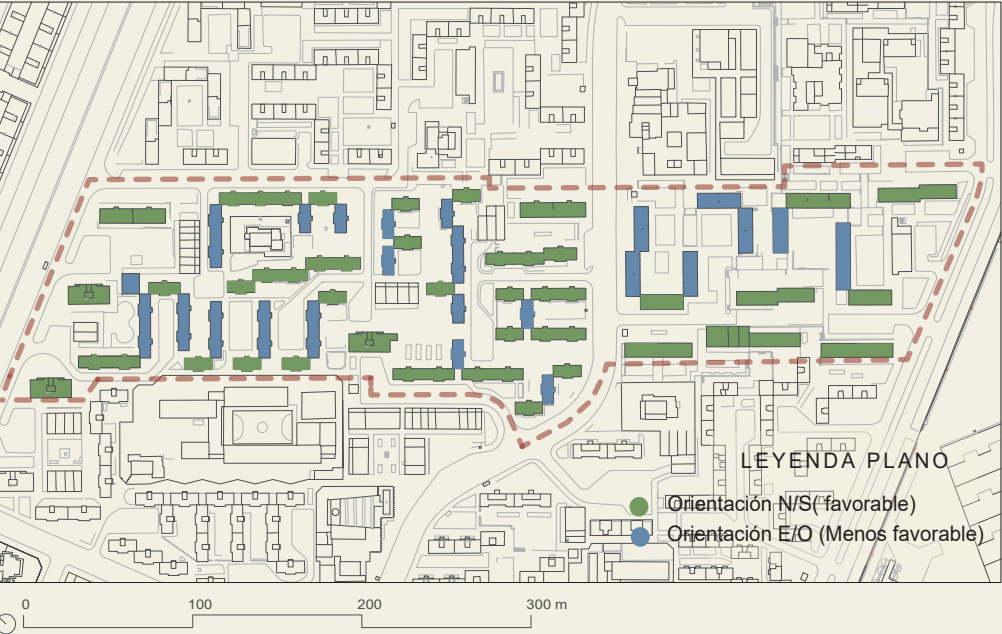 LEYENDA PLANO
Orientación N/S( favorable)
Orientación E/O (Menos favorable)
0 100 200 300 m